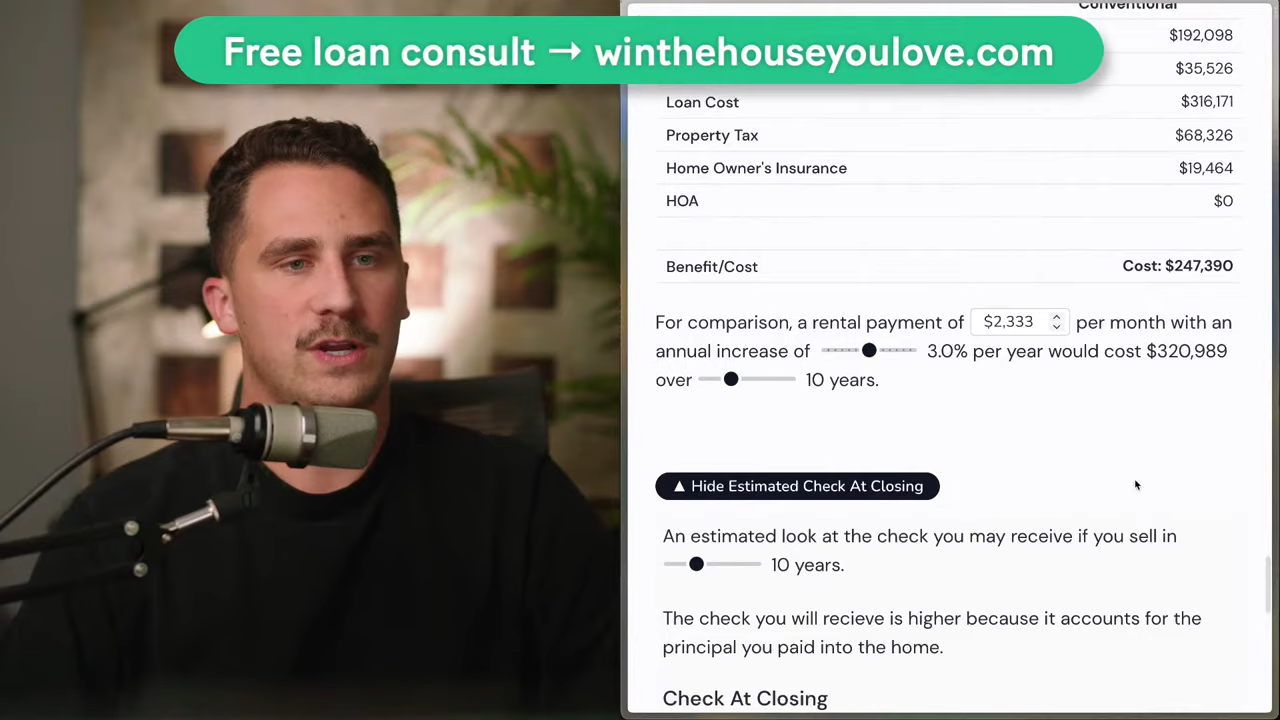 Free loan consult → winthehouseyoulove.com
Conventional
$192,098
$35,526
Loan Cost $316,171
Property Tax $68,326
Home Owner's Insurance $19,464
HOA $0
Benefit/Cost Cost: $247,390
For comparison, a rental payment of $2,333 per month with an
annual increase of 3.0% per year would cost $320,989
over 10 years.
▲ Hide Estimated Check At Closing
An estimated look at the check you may receive if you sell in
10 years.
The check you will recieve is higher because it accounts for the
principal you paid into the home.
Check At Closing